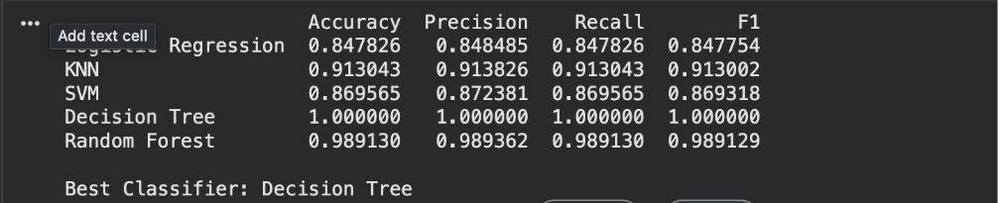 ... Accuracy Precision Recall F1
Add text cell
Regression 0.847826 0.848485 0.847826 0.847754
KNN 0.913043 0.913826 0.913043 0.913002
SVM 0.869565 0.872381 0.869565 0.869318
Decision Tree 1.000000 1.000000 1.000000 1.000000
Random Forest 0.989130 0.989362 0.989130 0.989129
Best Classifier: Decision Tree